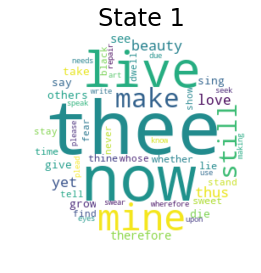 State 1
see
beauty
needs
repair
black
due
live
dwell
take
art
say
write
make
show
sing
seek
others
love
speak
thee
still
stay
please
fear
never
know
time
thine
whose
whether
lie
making
give
now
use
yet
tell
stand
grow
swear
wherefore
sweet
thus
find
mine
die
eyes
upon
therefore